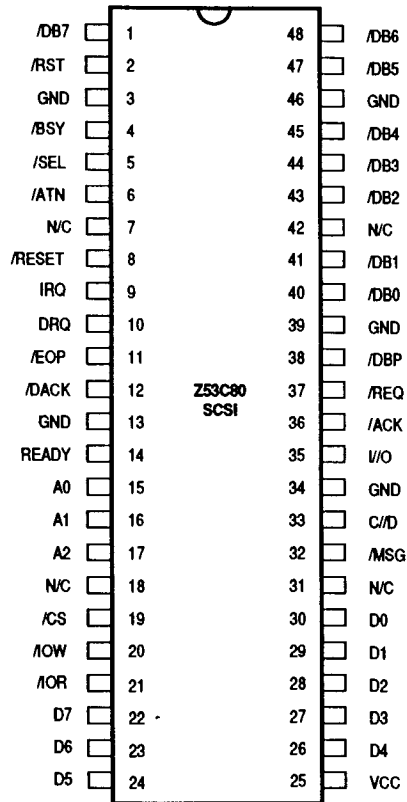 /DB7 1 48 /DB6
/RST 2 47 /DB5
GND 3 46 GND
/BSY 4 45 /DB4
/SEL 5 44 /DB3
/ATN 6 43 /DB2
N/C 7 42 N/C
/RESET 8 41 /DB1
IRQ 9 40 /DB0
DRQ 10 39 GND
/EOP 11 38 /DBP
/DACK 12 Z53C80 37 /REQ
SCSI
GND 13 36 /ACK
READY 14 35 I//O
A0 15 34 GND
A1 16 33 C//D
A2 17 32 /MSG
N/C 18 31 N/C
/CS 19 30 D0
/IOW 20 29 D1
/IOR 21 28 D2
D7 22 27 D3
D6 23 26 D4
D5 24 25 VCC